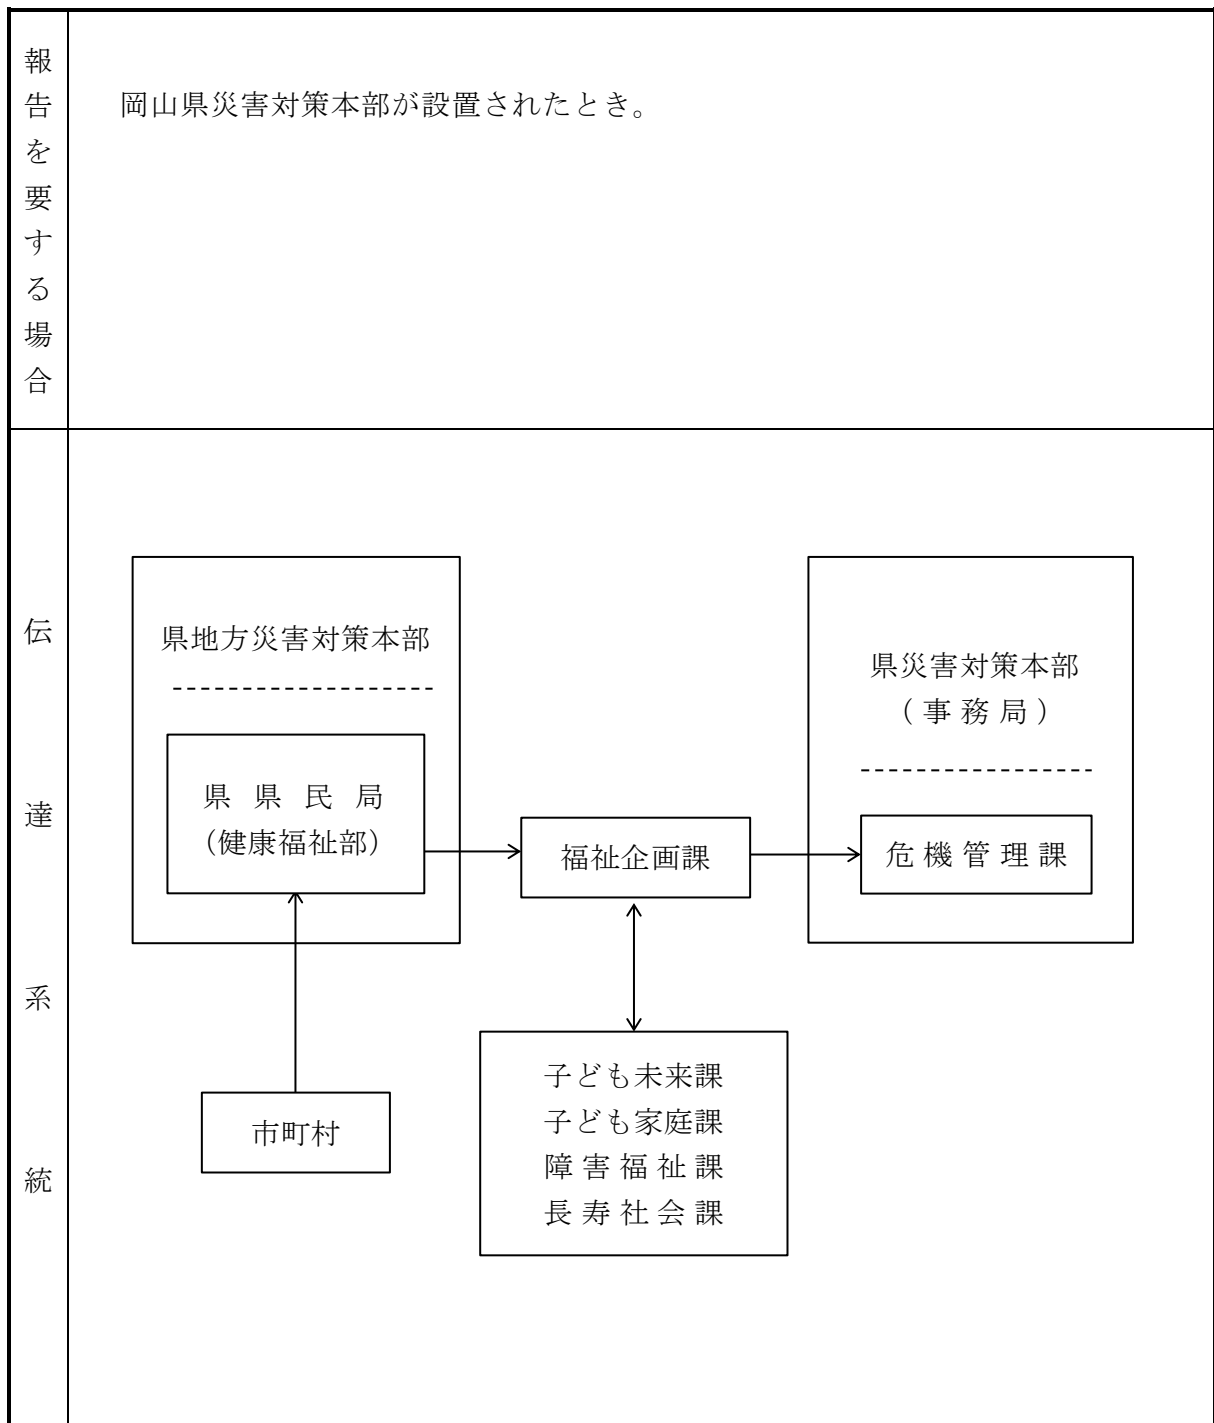 報告を要する場合
岡山県災害対策本部が設置されたとき。
伝達系統
県地方災害対策本部
県県民局
(健康福祉部)
市町村
福祉企画課
子ども未来課
子ども家庭課
障害福祉課
長寿社会課
県災害対策本部
(事務局)
危機管理課